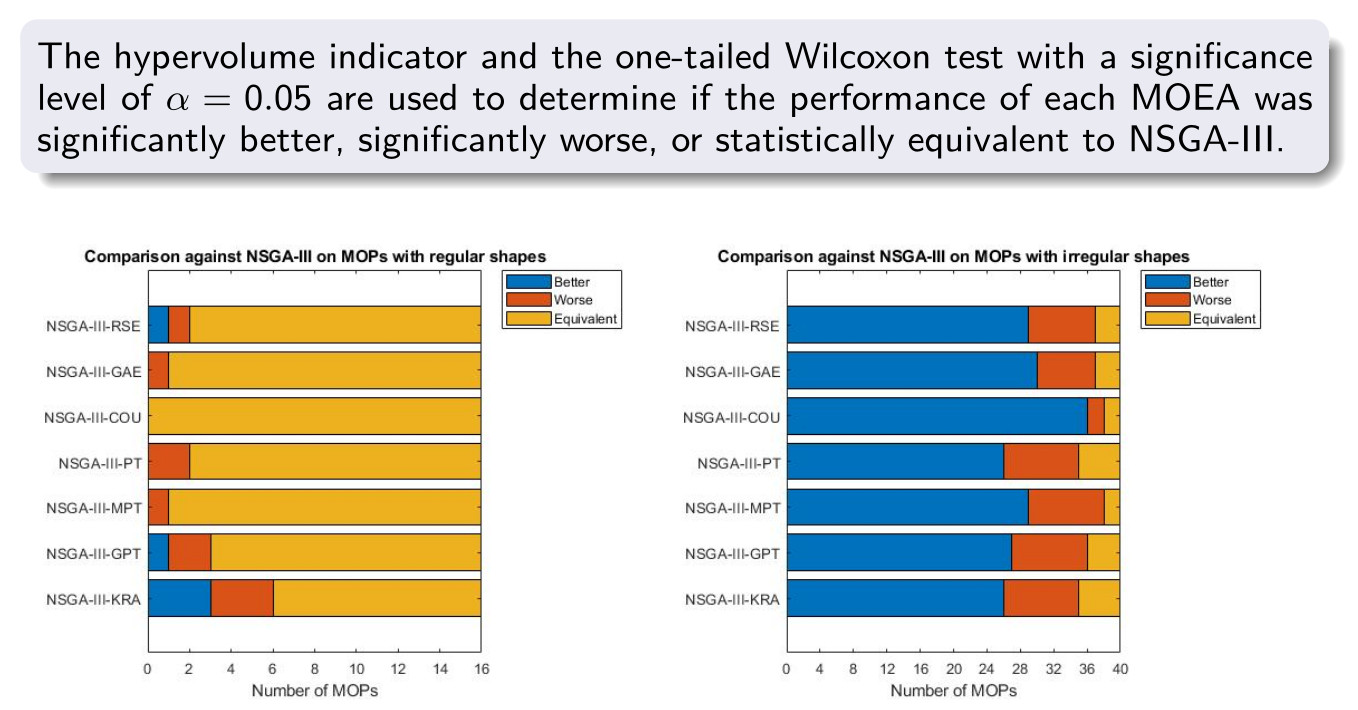 The hypervolume indicator and the one-tailed Wilcoxon test with a significance
level of α = 0.05 are used to determine if the performance of each MOEA was
significantly better, significantly worse, or statistically equivalent to NSGA-III.
Comparison against NSGA-III on MOPs with regular shapes
Better
Worse
Equivalent
NSGA-III-RSE
NSGA-III-GAE
NSGA-III-COU
NSGA-III-PT
NSGA-III-MPT
NSGA-III-GPT
NSGA-III-KRA
0 2 4 6 8 10 12 14 16
Number of MOPs
Comparison against NSGA-III on MOPs with irregular shapes
Better
Worse
Equivalent
NSGA-III-RSE
NSGA-III-GAE
NSGA-III-COU
NSGA-III-PT
NSGA-III-MPT
NSGA-III-GPT
NSGA-III-KRA
0 4 8 12 16 20 24 28 32 36 40
Number of MOPs